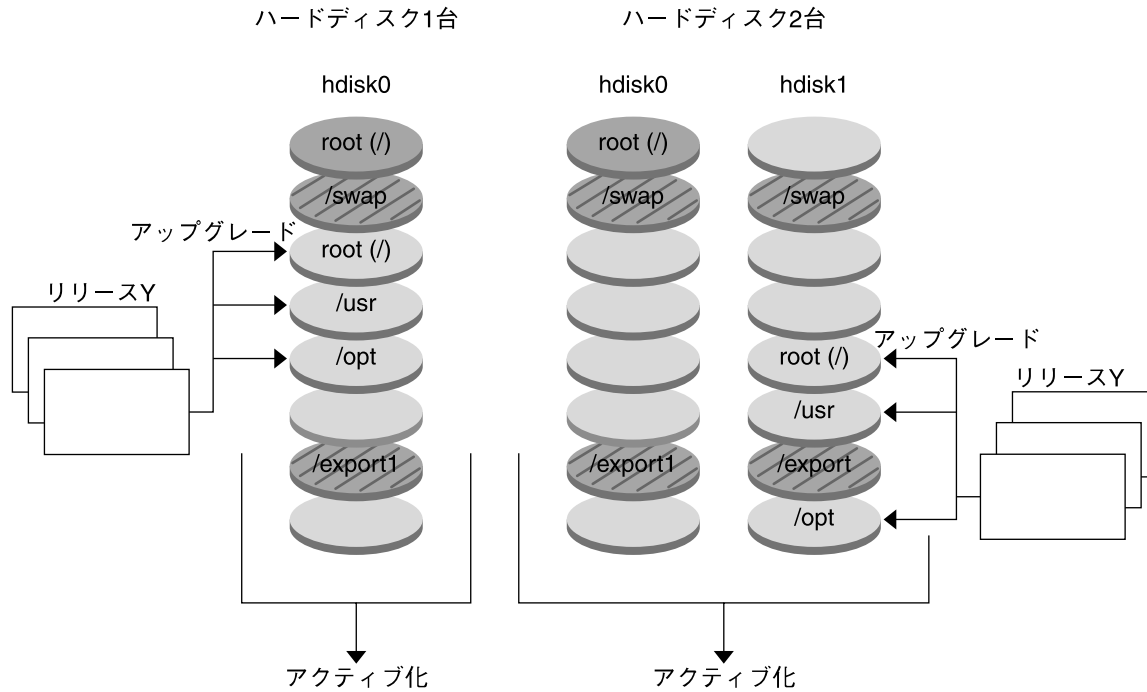 ハードディスク1台
hdisk0
root (/)
/swap
アップグレード
root (/)
リリースY
/usr
/opt
/export1
アクティブ化
ハードディスク2台
hdisk0
hdisk1
root (/)
/swap
/swap
アップグレード
root (/)
リリースY
/usr
/export1
/export
/opt
アクティブ化